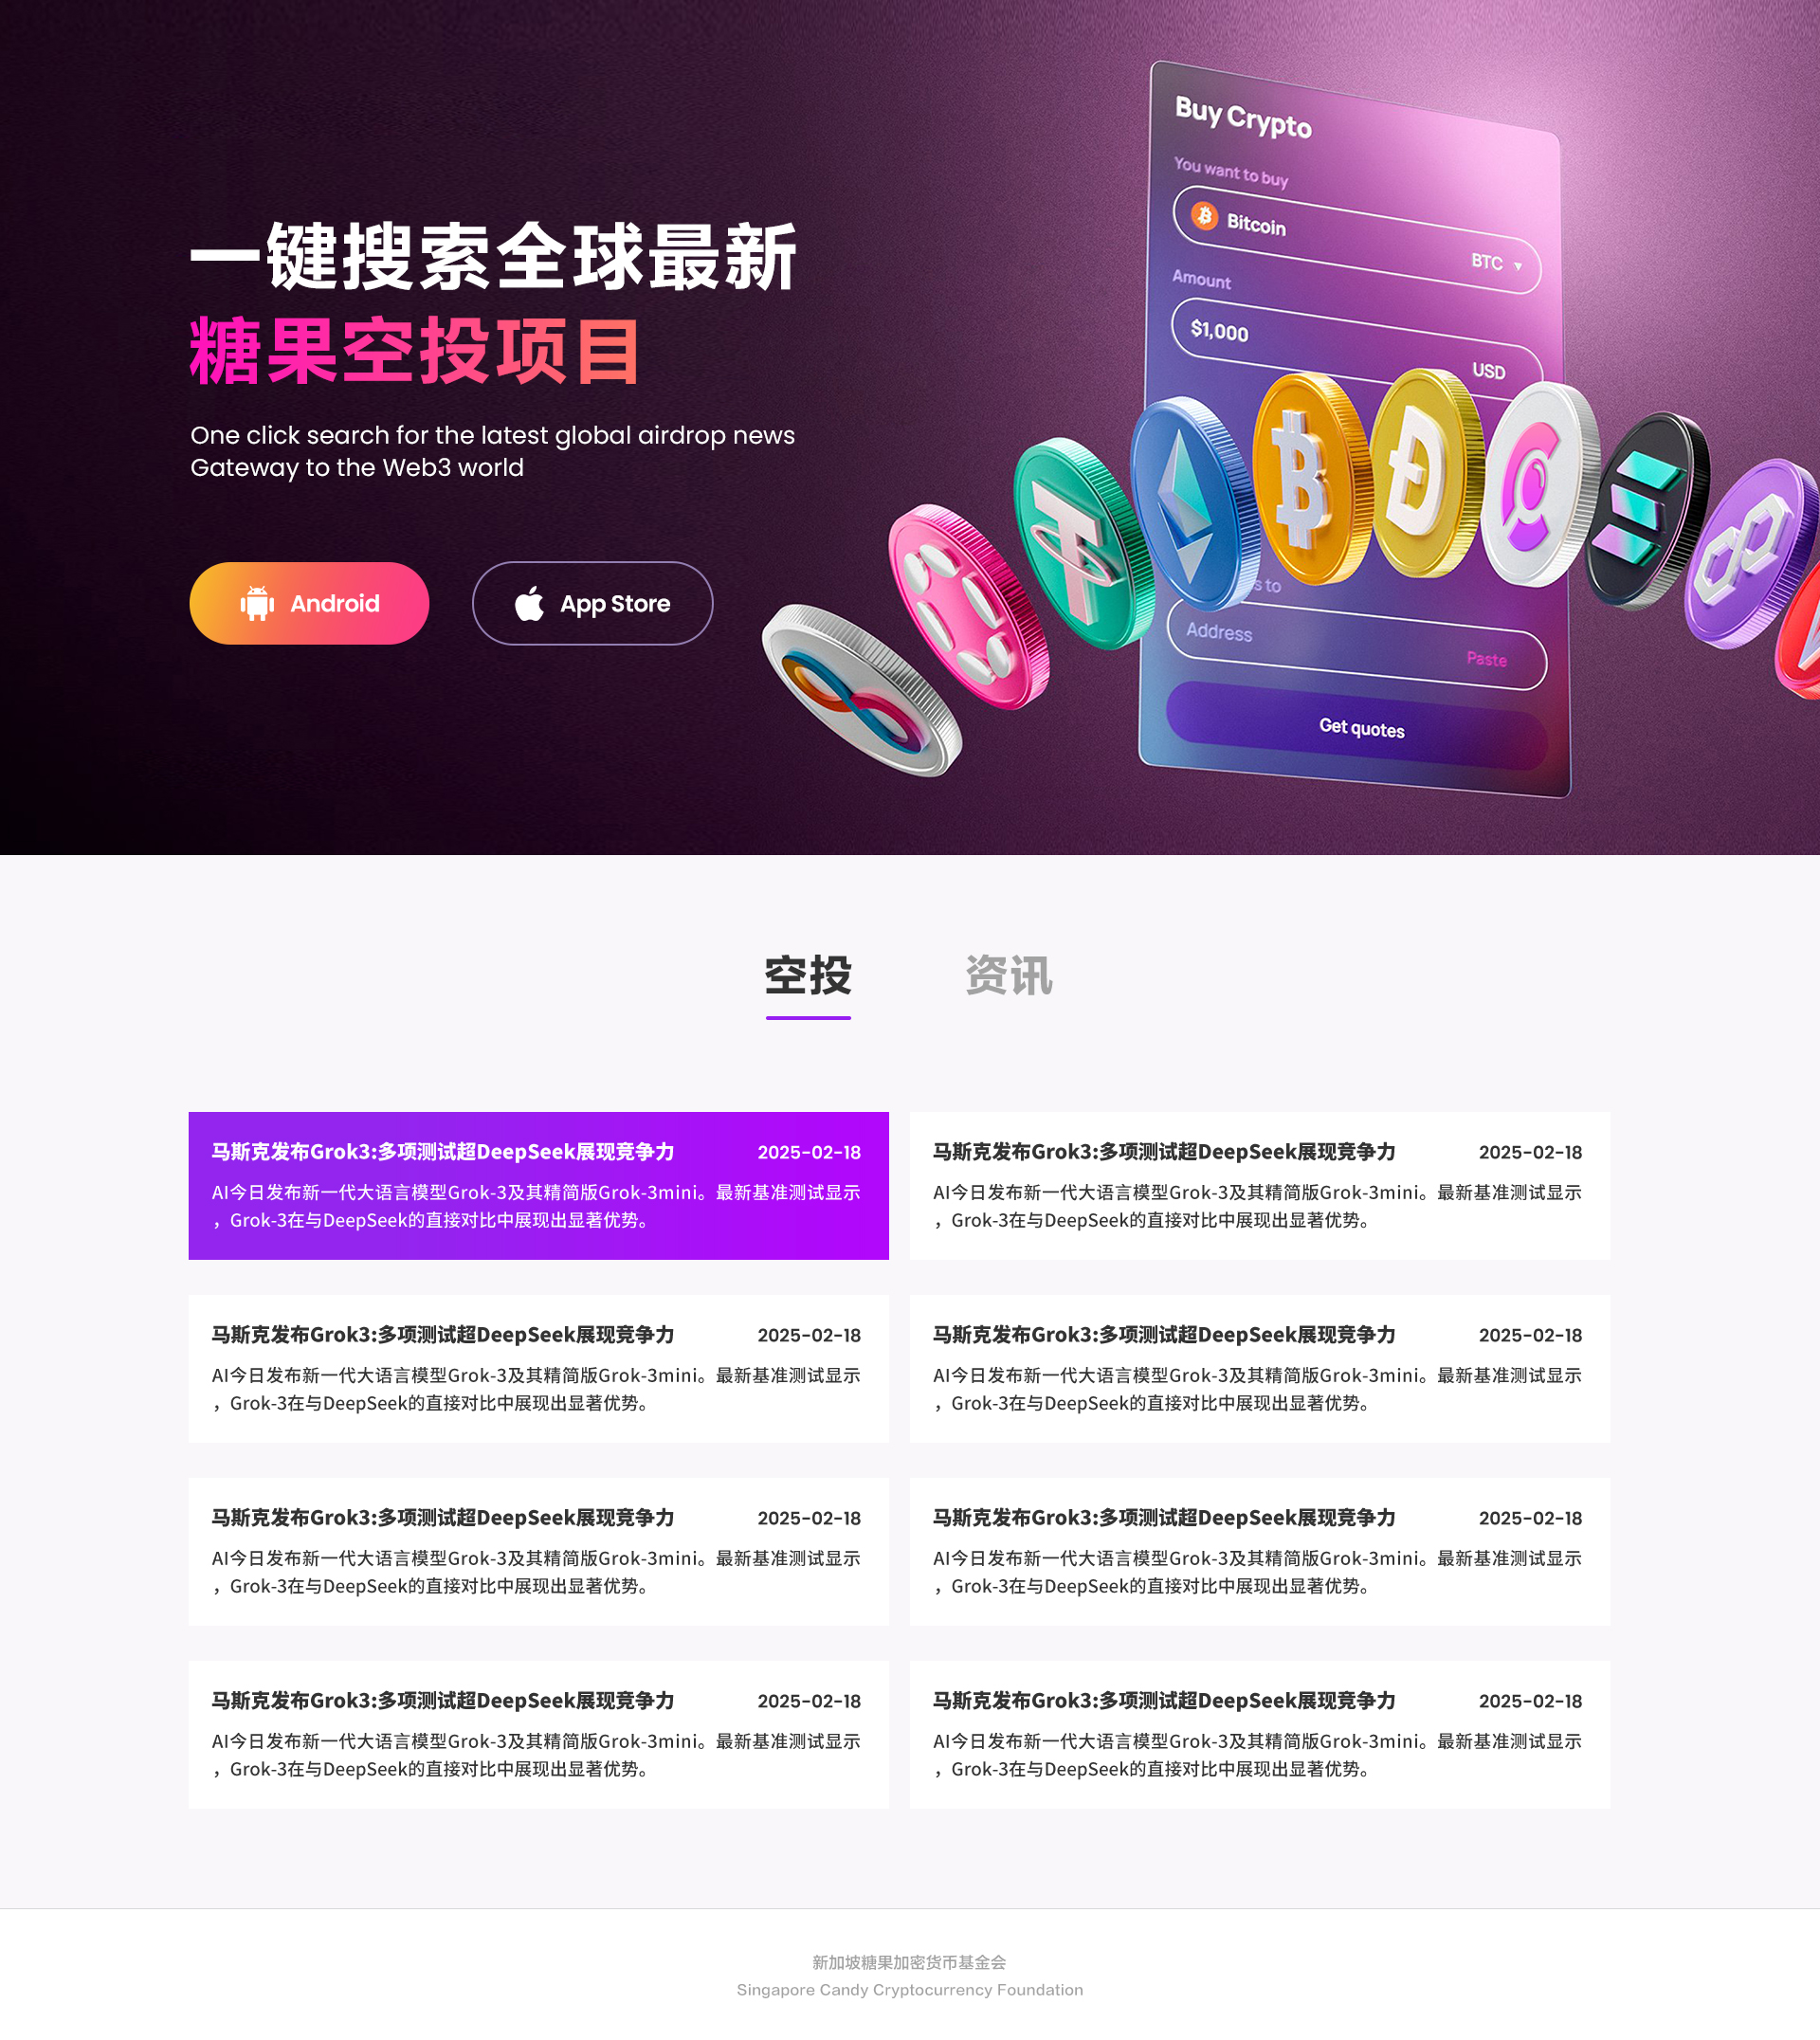 一键搜索全球最新
糖果空投项目
One click search for the latest global airdrop news
Gateway to the Web3 world
Android
App Store
Buy Crypto
You want to buy
Bitcoin
BTC ▼
Amount
$1,000
USD
s to
Address
Paste
Get quotes
空投
资讯
马斯克发布Grok3:多项测试超DeepSeek展现竞争力 2025-02-18
AI今日发布新一代大语言模型Grok-3及其精简版Grok-3mini。最新基准测试显示
，Grok-3在与DeepSeek的直接对比中展现出显著优势。
马斯克发布Grok3:多项测试超DeepSeek展现竞争力 2025-02-18
AI今日发布新一代大语言模型Grok-3及其精简版Grok-3mini。最新基准测试显示
，Grok-3在与DeepSeek的直接对比中展现出显著优势。
马斯克发布Grok3:多项测试超DeepSeek展现竞争力 2025-02-18
AI今日发布新一代大语言模型Grok-3及其精简版Grok-3mini。最新基准测试显示
，Grok-3在与DeepSeek的直接对比中展现出显著优势。
马斯克发布Grok3:多项测试超DeepSeek展现竞争力 2025-02-18
AI今日发布新一代大语言模型Grok-3及其精简版Grok-3mini。最新基准测试显示
，Grok-3在与DeepSeek的直接对比中展现出显著优势。
马斯克发布Grok3:多项测试超DeepSeek展现竞争力 2025-02-18
AI今日发布新一代大语言模型Grok-3及其精简版Grok-3mini。最新基准测试显示
，Grok-3在与DeepSeek的直接对比中展现出显著优势。
马斯克发布Grok3:多项测试超DeepSeek展现竞争力 2025-02-18
AI今日发布新一代大语言模型Grok-3及其精简版Grok-3mini。最新基准测试显示
，Grok-3在与DeepSeek的直接对比中展现出显著优势。
马斯克发布Grok3:多项测试超DeepSeek展现竞争力 2025-02-18
AI今日发布新一代大语言模型Grok-3及其精简版Grok-3mini。最新基准测试显示
，Grok-3在与DeepSeek的直接对比中展现出显著优势。
马斯克发布Grok3:多项测试超DeepSeek展现竞争力 2025-02-18
AI今日发布新一代大语言模型Grok-3及其精简版Grok-3mini。最新基准测试显示
，Grok-3在与DeepSeek的直接对比中展现出显著优势。
新加坡糖果加密货币基金会
Singapore Candy Cryptocurrency Foundation